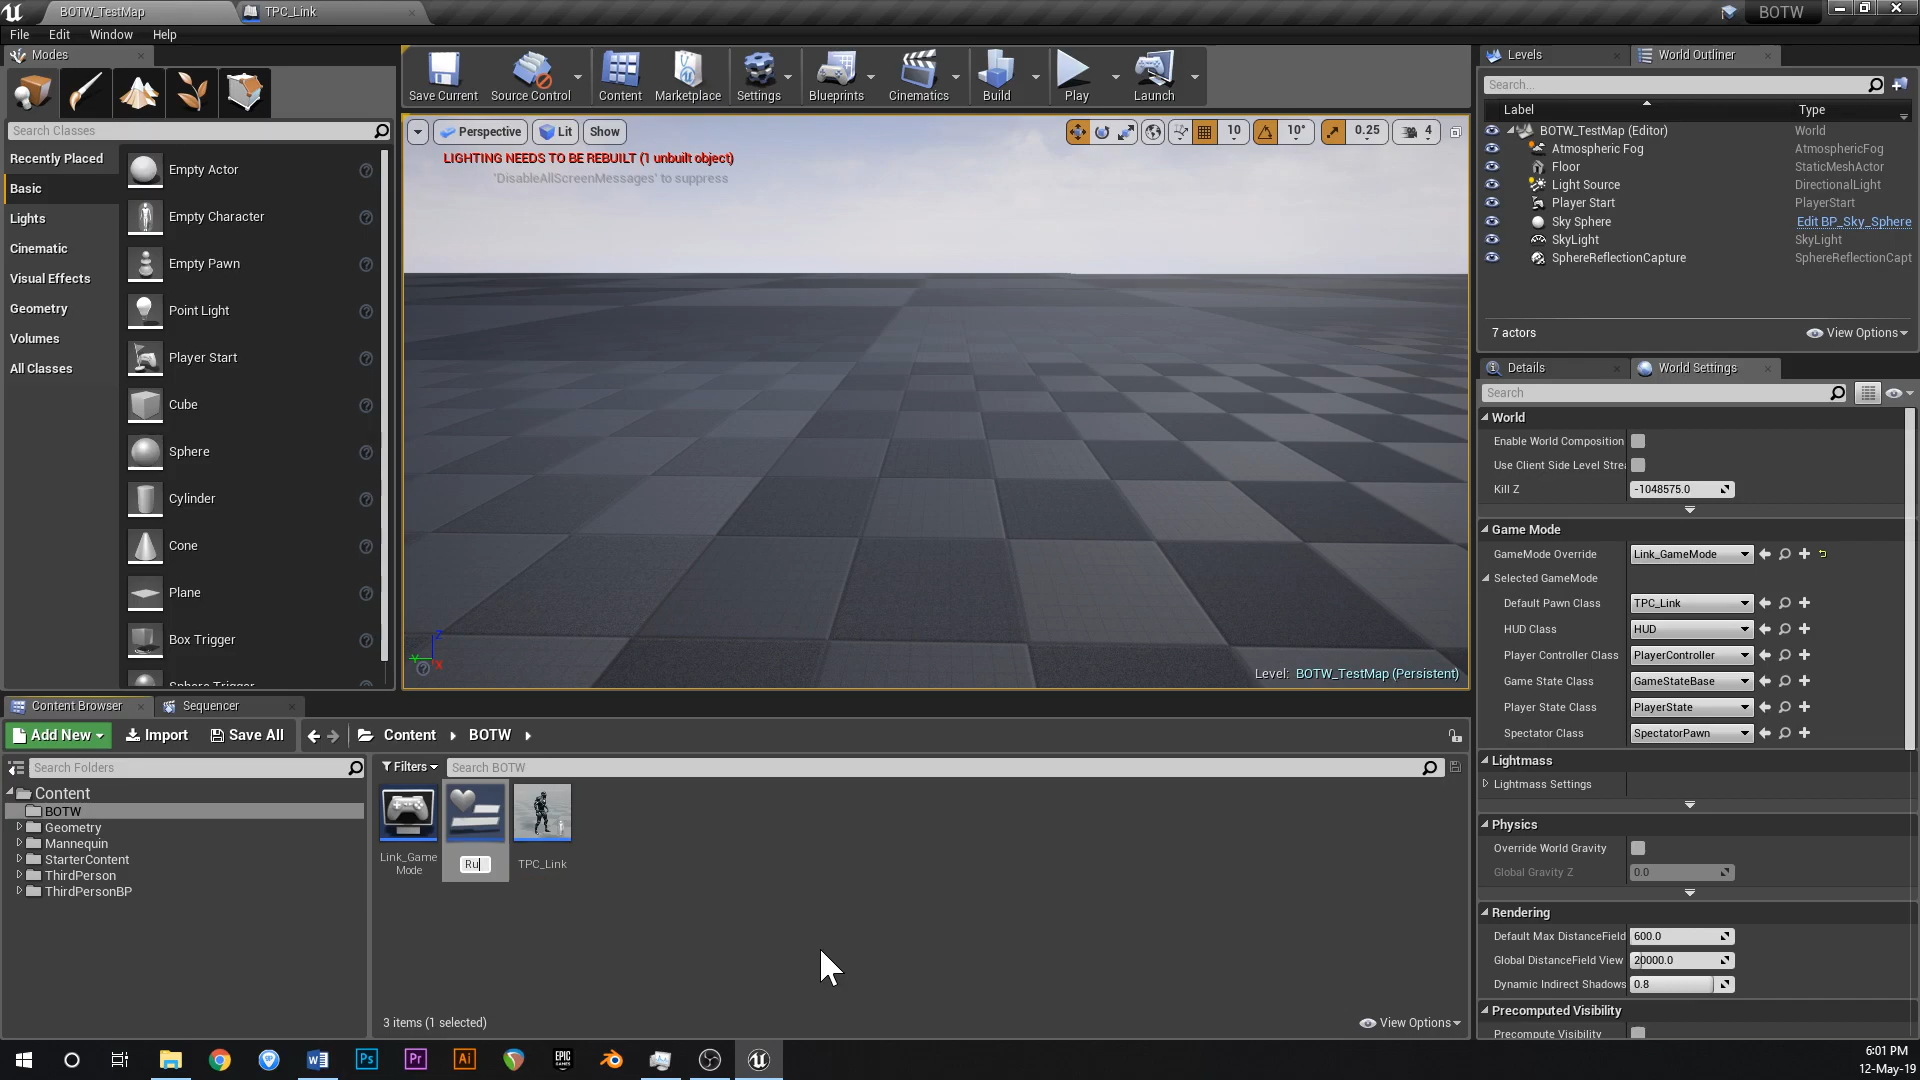 BOTW_TestMap
TPC_Link
BOTW
File
Edit
Window
Help
Modes
Search Classes
Recently Placed
Basic
Lights
Cinematic
Visual Effects
Geometry
Volumes
All Classes
Empty Actor
Empty Character
Empty Pawn
Point Light
Player Start
Cube
Sphere
Cylinder
Cone
Plane
Box Trigger
Sphere Trigger
Save Current
Source Control
Content
Marketplace
Settings
Blueprints
Cinematics
Build
Play
Launch
Perspective
Lit
Show
10
10°
0.25
4
LIGHTING NEEDS TO BE REBUILT (1 unbuilt object)
'DisableAllScreenMessages' to suppress
Z
Y
X
Level: BOTW_TestMap (Persistent)
Levels
World Outliner
Search...
Label
Type
BOTW_TestMap (Editor)
World
Atmospheric Fog
AtmosphericFog
Floor
StaticMeshActor
Light Source
DirectionalLight
Player Start
PlayerStart
Sky Sphere
Edit BP_Sky_Sphere
SkyLight
SkyLight
SphereReflectionCapture
SphereReflectionCapt
7 actors
View Options
Details
World Settings
Search
World
Enable World Composition
Use Client Side Level Strea
Kill Z
-1048575.0
Game Mode
GameMode Override
Link_GameMode
Selected GameMode
Default Pawn Class
TPC_Link
HUD Class
HUD
Player Controller Class
PlayerController
Game State Class
GameStateBase
Player State Class
PlayerState
Spectator Class
SpectatorPawn
Lightmass
Lightmass Settings
Physics
Override World Gravity
Global Gravity Z
0.0
Rendering
Default Max DistanceField
600.0
Global DistanceField View
20000.0
Dynamic Indirect Shadows
0.8
Precomputed Visibility
Precompute Visibility
Content Browser
Sequencer
Add New
Import
Save All
Content
BOTW
Search Folders
Filters
Search BOTW
Content
BOTW
Geometry
Mannequin
StarterContent
ThirdPerson
ThirdPersonBP
Link_Game
Mode
Ru
TPC_Link
3 items (1 selected)
View Options
Ps
Pr
Ai
EPIC
GAMES
6:01 PM
12-May-19